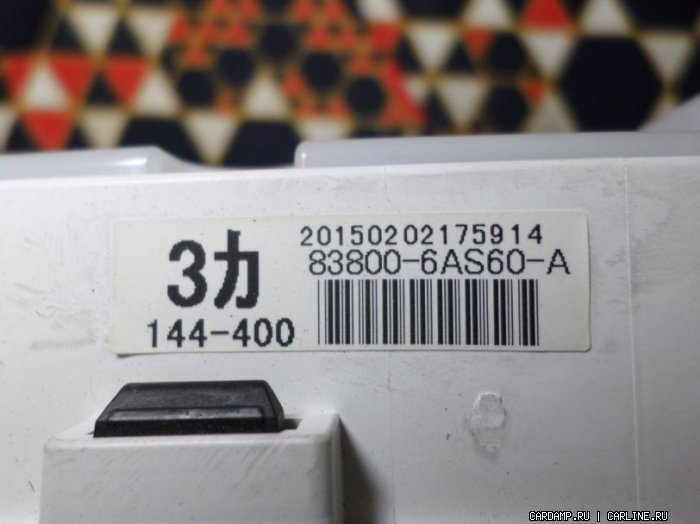 20150202175914
3カ
83800-6AS60-A
144-400
CARDAMP.RU | CARLINE.RU